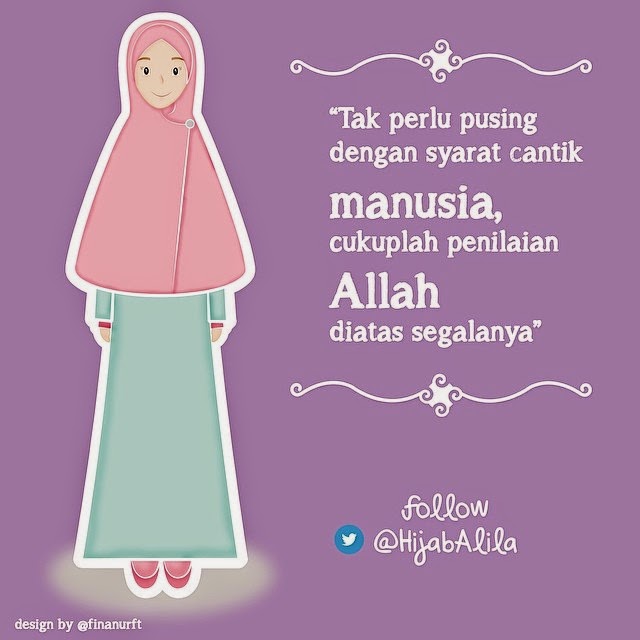 “Tak perlu pusing
dengan syarat cantik
manusia,
cukuplah penilaian
Allah
diatas segalanya”
follow
@HijabAlila
design by @finanurft